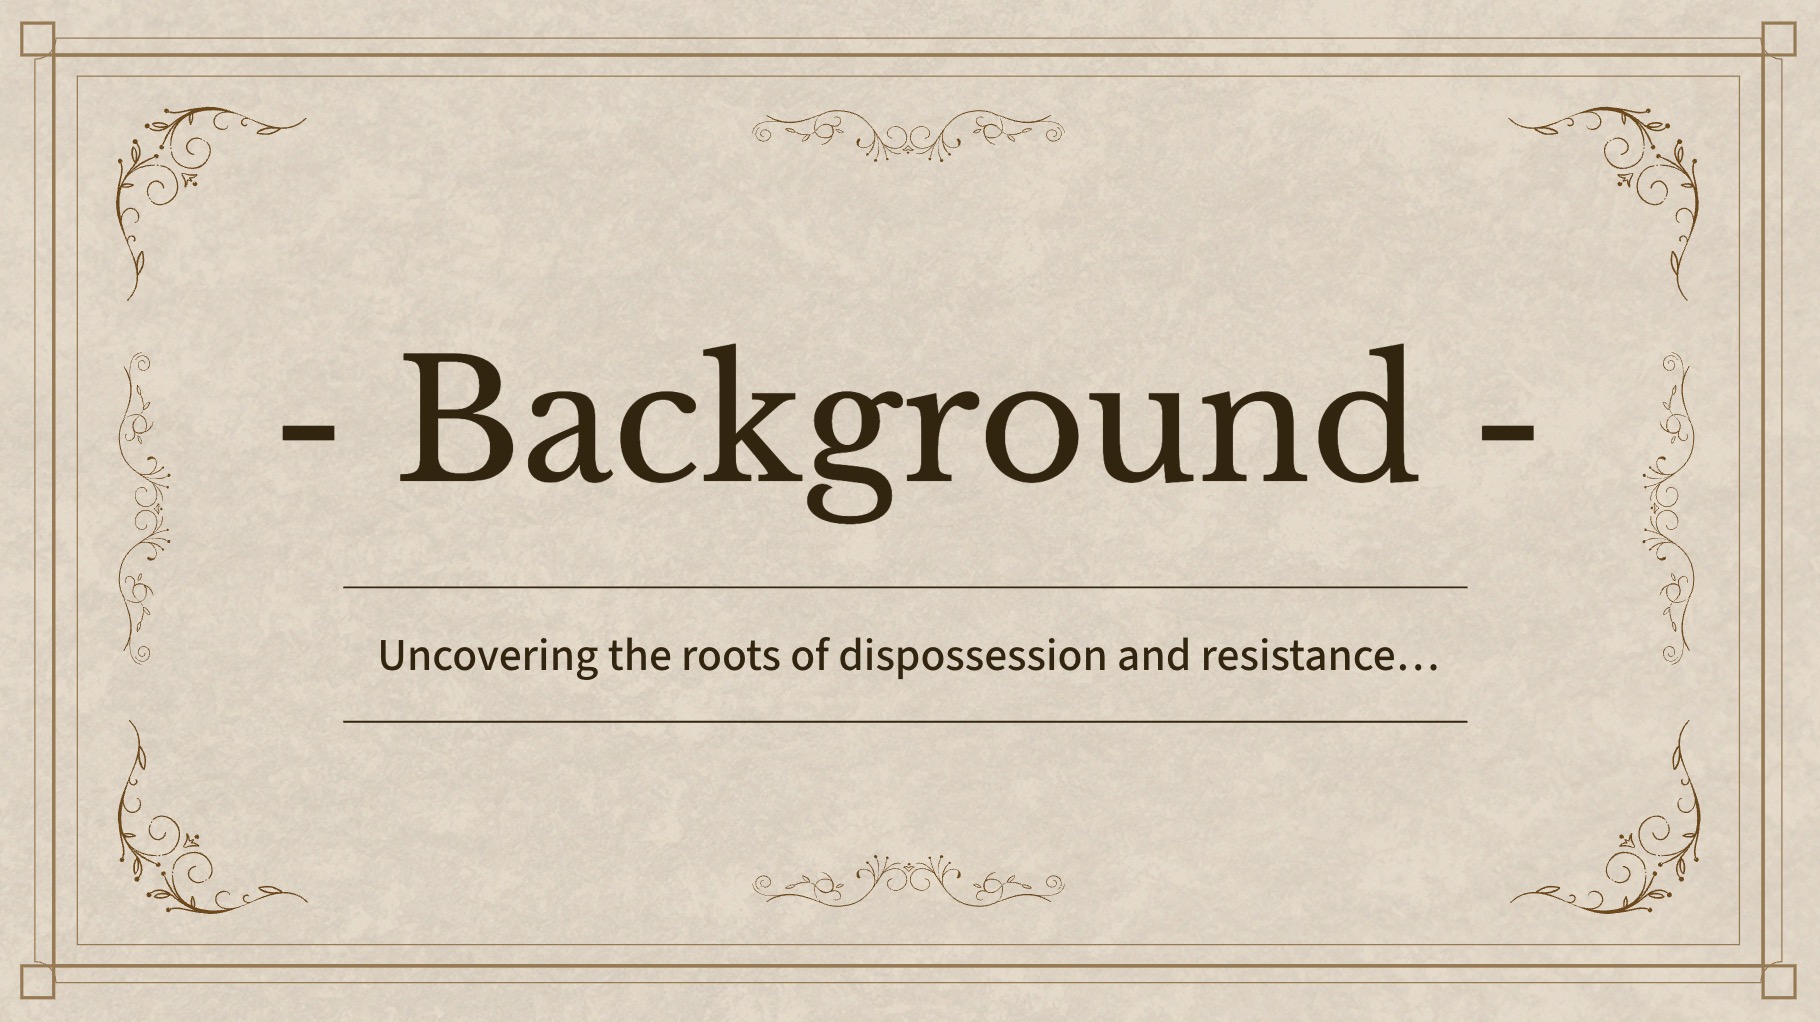 - Background -
Uncovering the roots of dispossession and resistance…